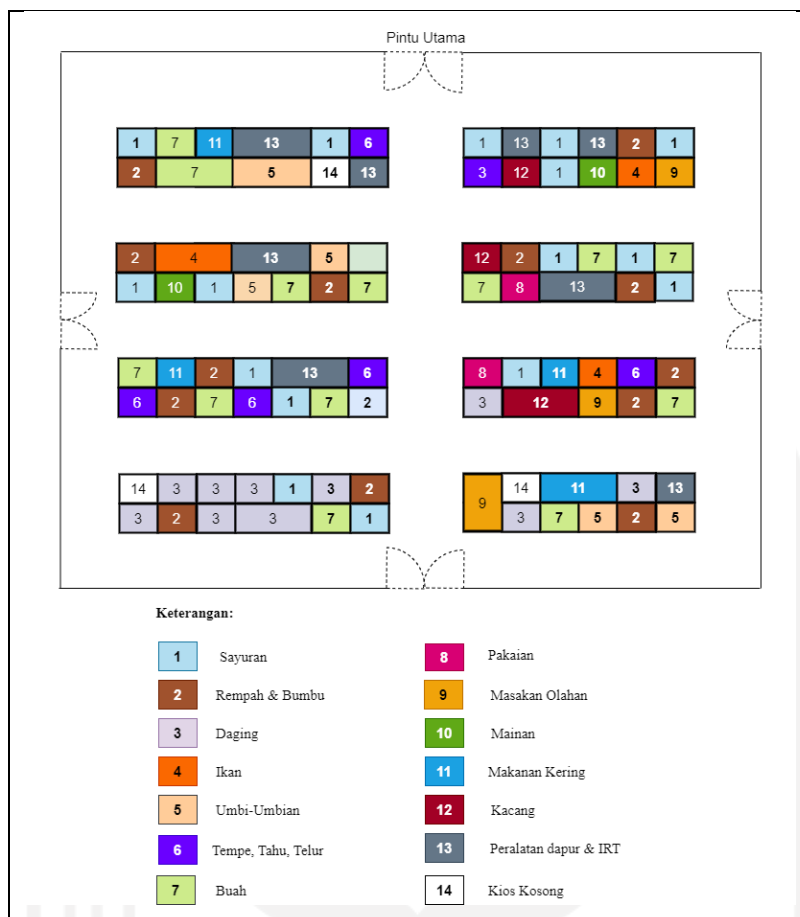 Pintu Utama
1 7 11 13 1 6
2 7 5 14 13
1 13 1 13 2 1
3 12 1 10 4 9
2 4 13 5
1 10 1 5 7 2 7
12 2 1 7 1 7
7 8 13 2 1
7 11 2 1 13 6
6 2 7 6 1 7 2
8 1 11 4 6 2
3 12 9 2 7
14 3 3 3 1 3 2
3 2 3 3 7 1
9 14 11 3 13
3 7 5 2 5
Keterangan:
1 Sayuran
2 Rempah & Bumbu
3 Daging
4 Ikan
5 Umbi-Umbian
6 Tempe, Tahu, Telur
7 Buah
8 Pakaian
9 Masakan Olahan
10 Mainan
11 Makanan Kering
12 Kacang
13 Peralatan dapur & IRT
14 Kios Kosong